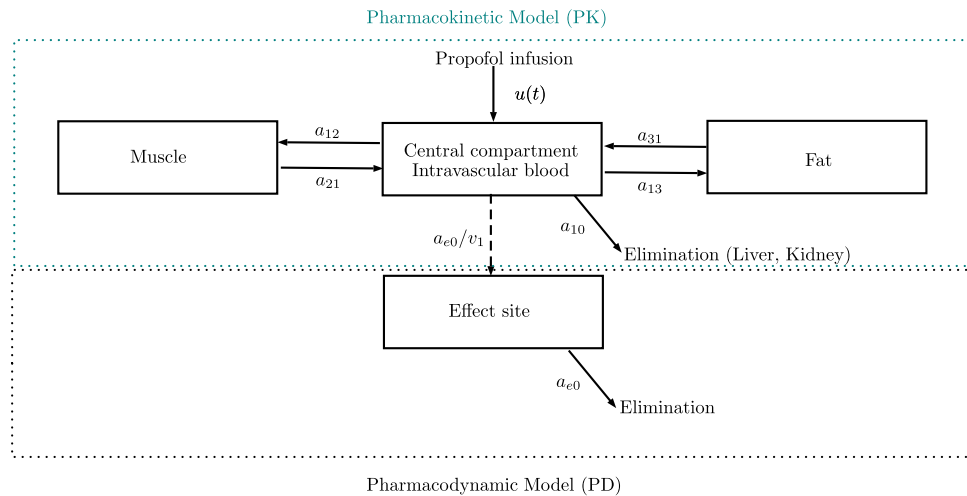 Pharmacokinetic Model (PK)
Propofol infusion
u(t)
Muscle
a₁₂
a₂₁
Central compartment
Intravascular blood
a₃₁
a₁₃
Fat
aₑ₀/v₁
a₁₀
Elimination (Liver, Kidney)
Effect site
aₑ₀
Elimination
Pharmacodynamic Model (PD)